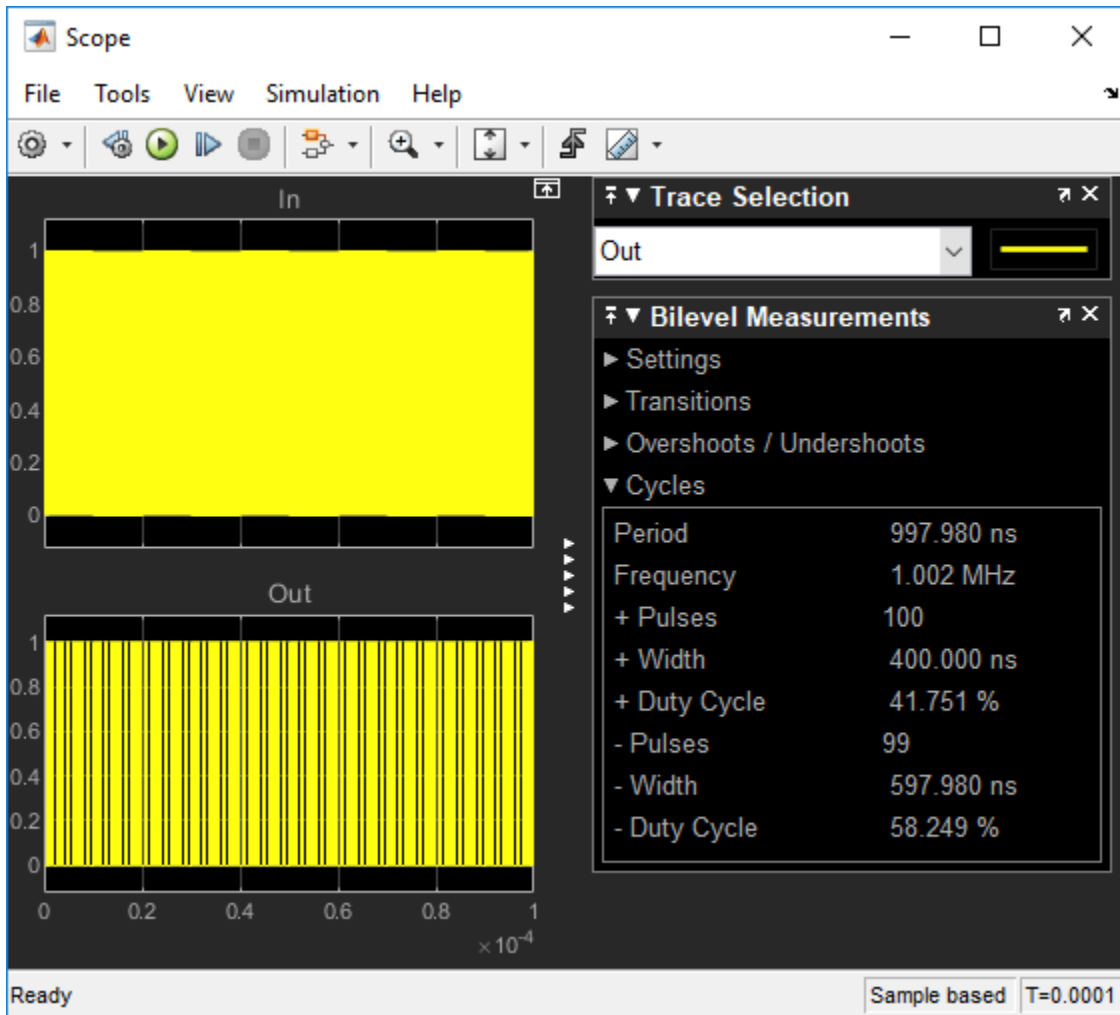 Scope
File Tools View Simulation Help
In
1
0.8
0.6
0.4
0.2
0
Out
1
0.8
0.6
0.4
0.2
0
0 0.2 0.4 0.6 0.8 1
×10⁻⁴
Trace Selection
Out
Bilevel Measurements
Settings
Transitions
Overshoots / Undershoots
Cycles
Period 997.980 ns
Frequency 1.002 MHz
+ Pulses 100
+ Width 400.000 ns
+ Duty Cycle 41.751 %
- Pulses 99
- Width 597.980 ns
- Duty Cycle 58.249 %
Ready Sample based T=0.0001